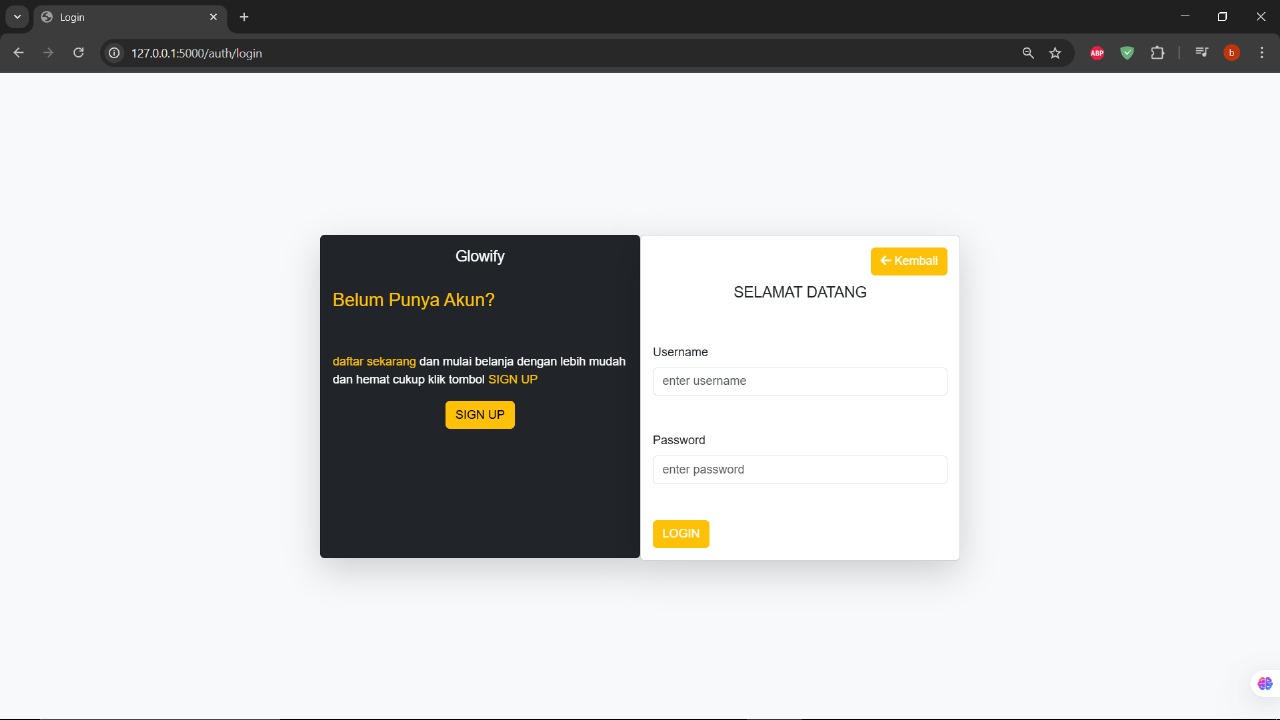 Login
127.0.0.1:5000/auth/login
ABP
b
Glowify
Belum Punya Akun?
daftar sekarang dan mulai belanja dengan lebih mudah
dan hemat cukup klik tombol SIGN UP
SIGN UP
Kembali
SELAMAT DATANG
Username
enter username
Password
enter password
LOGIN